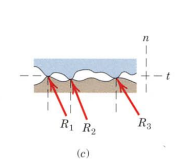 n
t
R₁ R₂ R₃
(c)